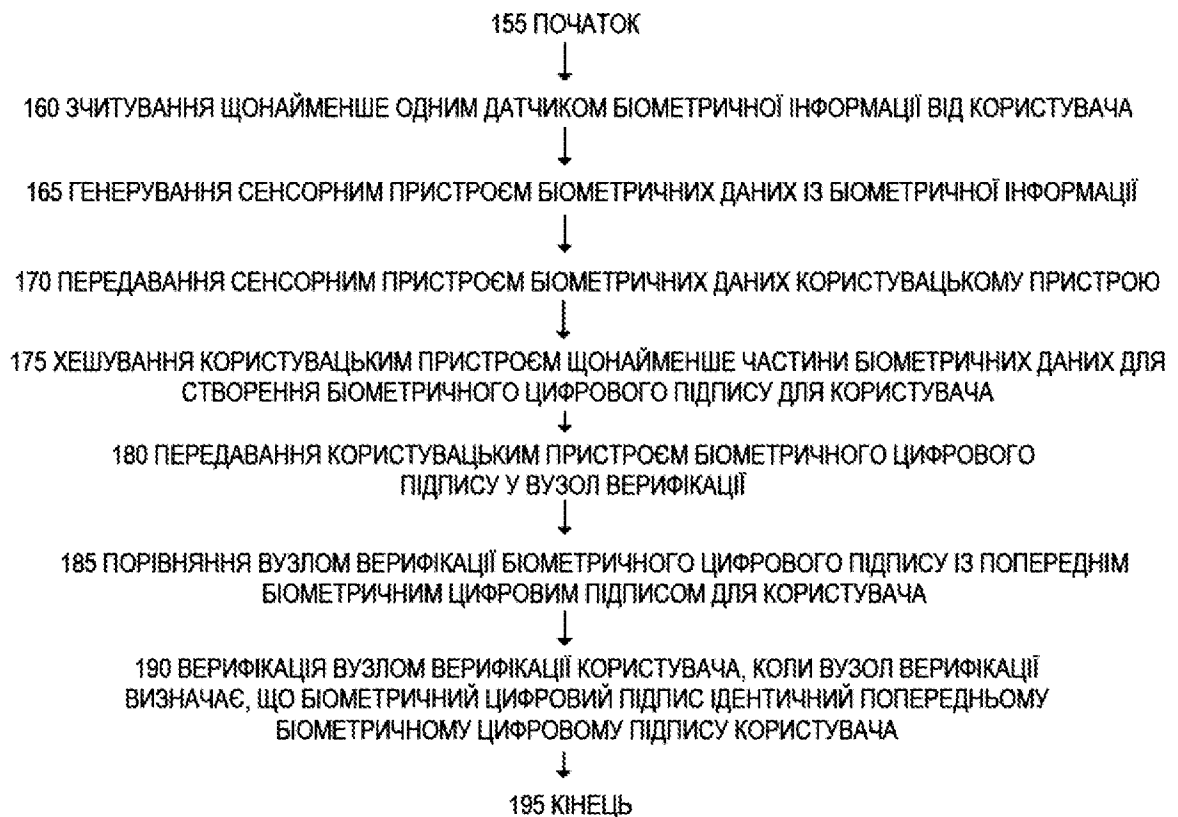 155 ПОЧАТОК
160 ЗЧИТУВАННЯ ЩОНАЙМЕНШЕ ОДНИМ ДАТЧИКОМ БІОМЕТРИЧНОЇ ІНФОРМАЦІЇ ВІД КОРИСТУВАЧА
165 ГЕНЕРУВАННЯ СЕНСОРНИМ ПРИСТРОЄМ БІОМЕТРИЧНИХ ДАНИХ ІЗ БІОМЕТРИЧНОЇ ІНФОРМАЦІЇ
170 ПЕРЕДАВАННЯ СЕНСОРНИМ ПРИСТРОЄМ БІОМЕТРИЧНИХ ДАНИХ КОРИСТУВАЦЬКОМУ ПРИСТРОЮ
175 ХЕШУВАННЯ КОРИСТУВАЦЬКИМ ПРИСТРОЄМ ЩОНАЙМЕНШЕ ЧАСТИНИ БІОМЕТРИЧНИХ ДАНИХ ДЛЯ
СТВОРЕННЯ БІОМЕТРИЧНОГО ЦИФРОВОГО ПІДПИСУ ДЛЯ КОРИСТУВАЧА
180 ПЕРЕДАВАННЯ КОРИСТУВАЦЬКИМ ПРИСТРОЄМ БІОМЕТРИЧНОГО ЦИФРОВОГО
ПІДПИСУ У ВУЗОЛ ВЕРИФІКАЦІЇ
185 ПОРІВНЯННЯ ВУЗЛОМ ВЕРИФІКАЦІЇ БІОМЕТРИЧНОГО ЦИФРОВОГО ПІДПИСУ ІЗ ПОПЕРЕДНІМ
БІОМЕТРИЧНИМ ЦИФРОВИМ ПІДПИСОМ ДЛЯ КОРИСТУВАЧА
190 ВЕРИФІКАЦІЯ ВУЗЛОМ ВЕРИФІКАЦІЇ КОРИСТУВАЧА, КОЛИ ВУЗОЛ ВЕРИФІКАЦІЇ
ВИЗНАЧАЄ, ЩО БІОМЕТРИЧНИЙ ЦИФРОВИЙ ПІДПИС ІДЕНТИЧНИЙ ПОПЕРЕДНЬОМУ
БІОМЕТРИЧНОМУ ЦИФРОВОМУ ПІДПИСУ КОРИСТУВАЧА
195 КІНЕЦЬ